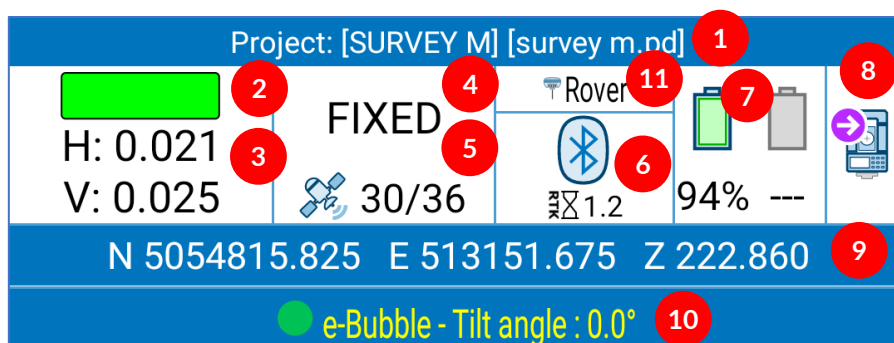 Project: [SURVEY M] [survey m.pd] 1
2
H: 0.021
3
V: 0.025
FIXED 4
5
30/36
Rover 11
6
RTK 1.2
7
94% ---
8
N 5054815.825 E 513151.675 Z 222.860 9
e-Bubble - Tilt angle : 0.0° 10